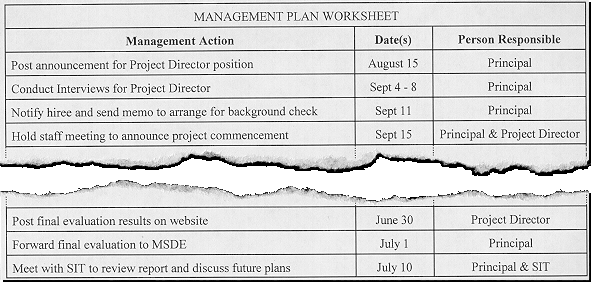 MANAGEMENT PLAN WORKSHEET
Management Action Date(s) Person Responsible
Post announcement for Project Director position August 15 Principal
Conduct Interviews for Project Director Sept 4 - 8 Principal
Notify hiree and send memo to arrange for background check Sept 11 Principal
Hold staff meeting to announce project commencement Sept 15 Principal & Project Director
Post final evaluation results on website June 30 Project Director
Forward final evaluation to MSDE July 1 Principal
Meet with SIT to review report and discuss future plans July 10 Principal & SIT